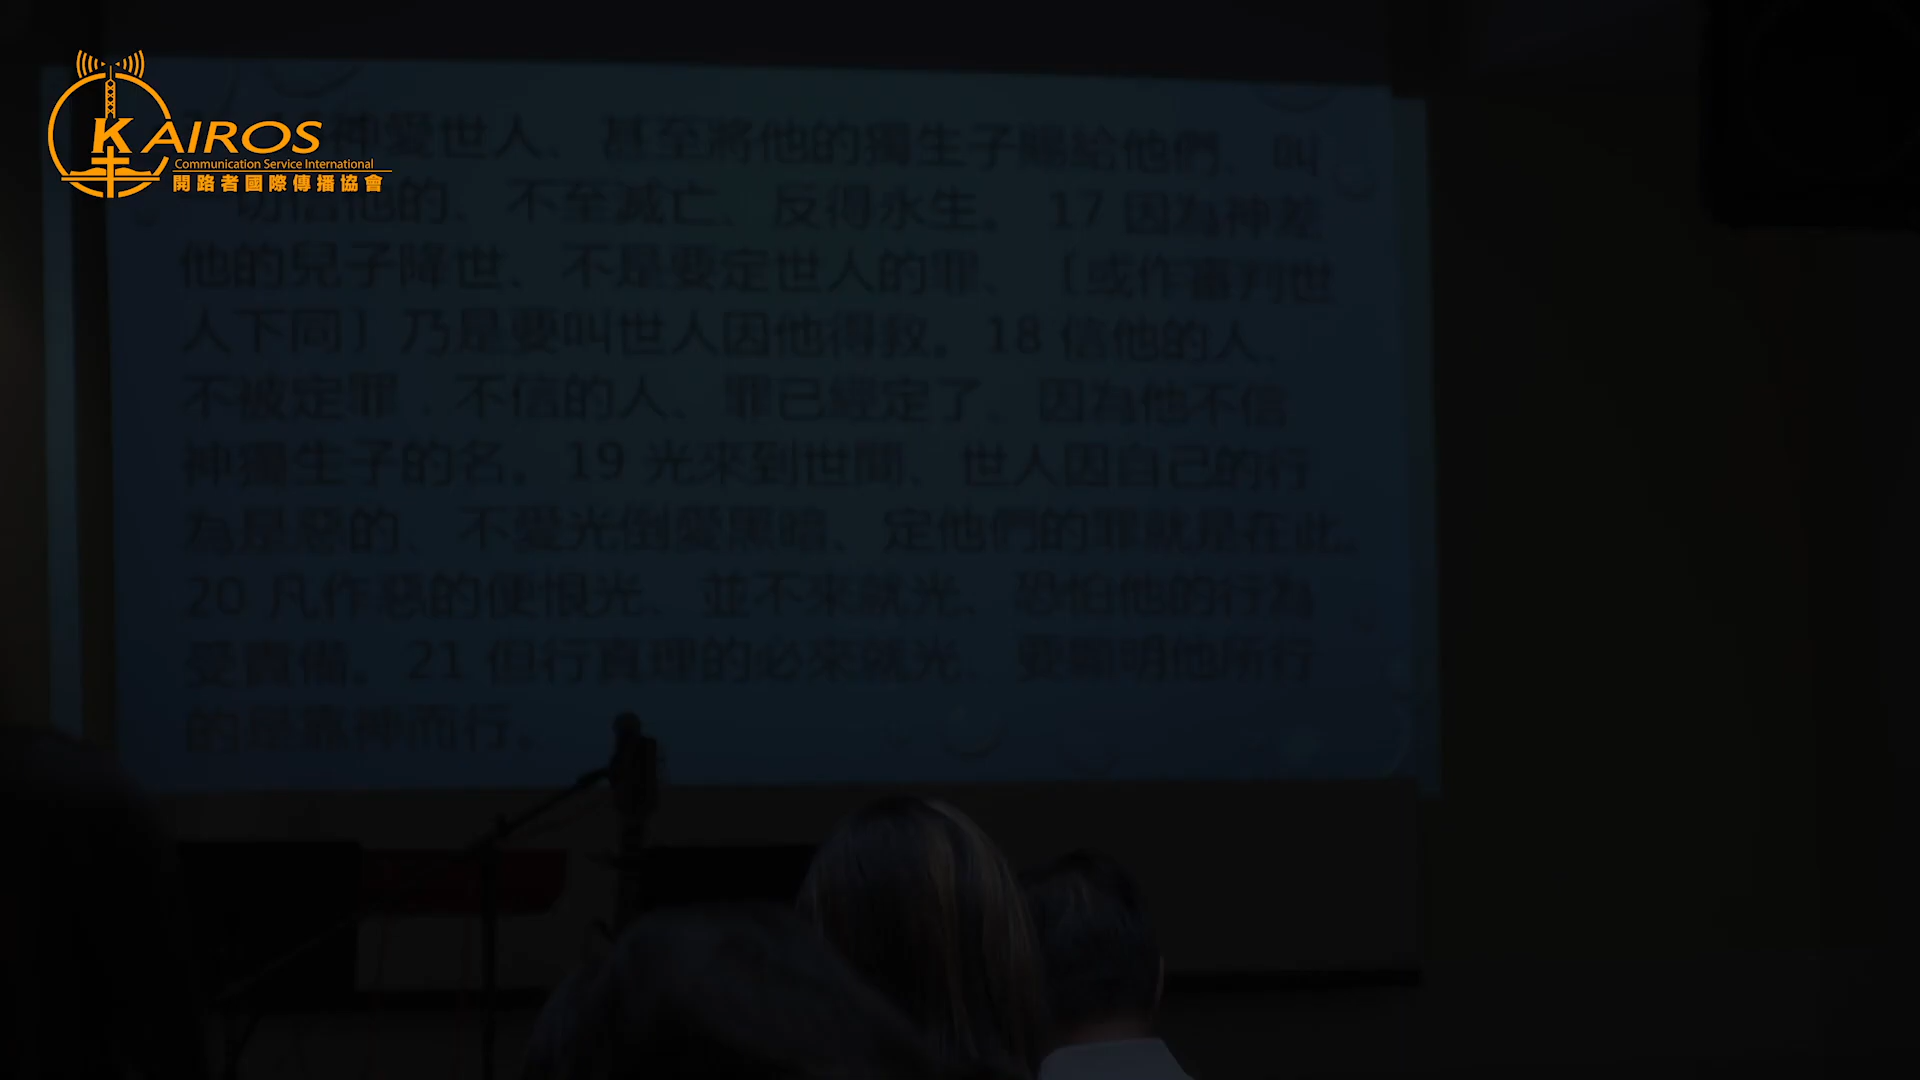 KAIROS
Communication Service International
開路者國際傳播協會
神愛世人、甚至將他的獨生子賜給他們、叫
一切信他的、不至滅亡、反得永生。17 因為神差
他的兒子降世、不是要定世人的罪、〔或作審判世
人下同〕乃是要叫世人因他得救。18 信他的人、
不被定罪．不信的人、罪已經定了、因為他不信
神獨生子的名。19 光來到世間、世人因自己的行
為是惡的、不愛光倒愛黑暗、定他們的罪就是在此。
20 凡作惡的便恨光、並不來就光、恐怕他的行為
受責備。21 但行真理的必來就光、要顯明他所行
的是靠神而行。